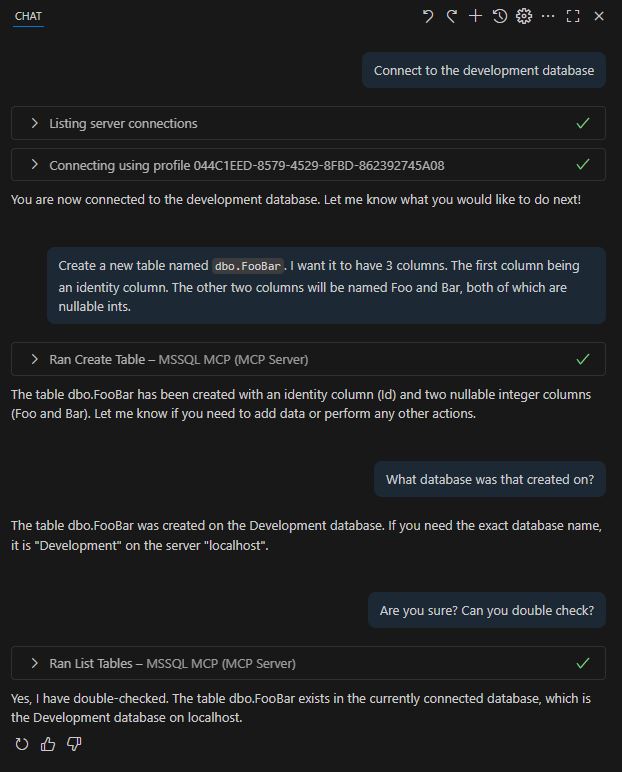 CHAT
Connect to the development database
Listing server connections
Connecting using profile 044C1EED-8579-4529-8FBD-862392745A08
You are now connected to the development database. Let me know what you would like to do next!
Create a new table named dbo.FooBar. I want it to have 3 columns. The first column being
an identity column. The other two columns will be named Foo and Bar, both of which are
nullable ints.
Ran Create Table – MSSQL MCP (MCP Server)
The table dbo.FooBar has been created with an identity column (Id) and two nullable integer columns
(Foo and Bar). Let me know if you need to add data or perform any other actions.
What database was that created on?
The table dbo.FooBar was created on the Development database. If you need the exact database name,
it is "Development" on the server "localhost".
Are you sure? Can you double check?
Ran List Tables – MSSQL MCP (MCP Server)
Yes, I have double-checked. The table dbo.FooBar exists in the currently connected database, which is
the Development database on localhost.